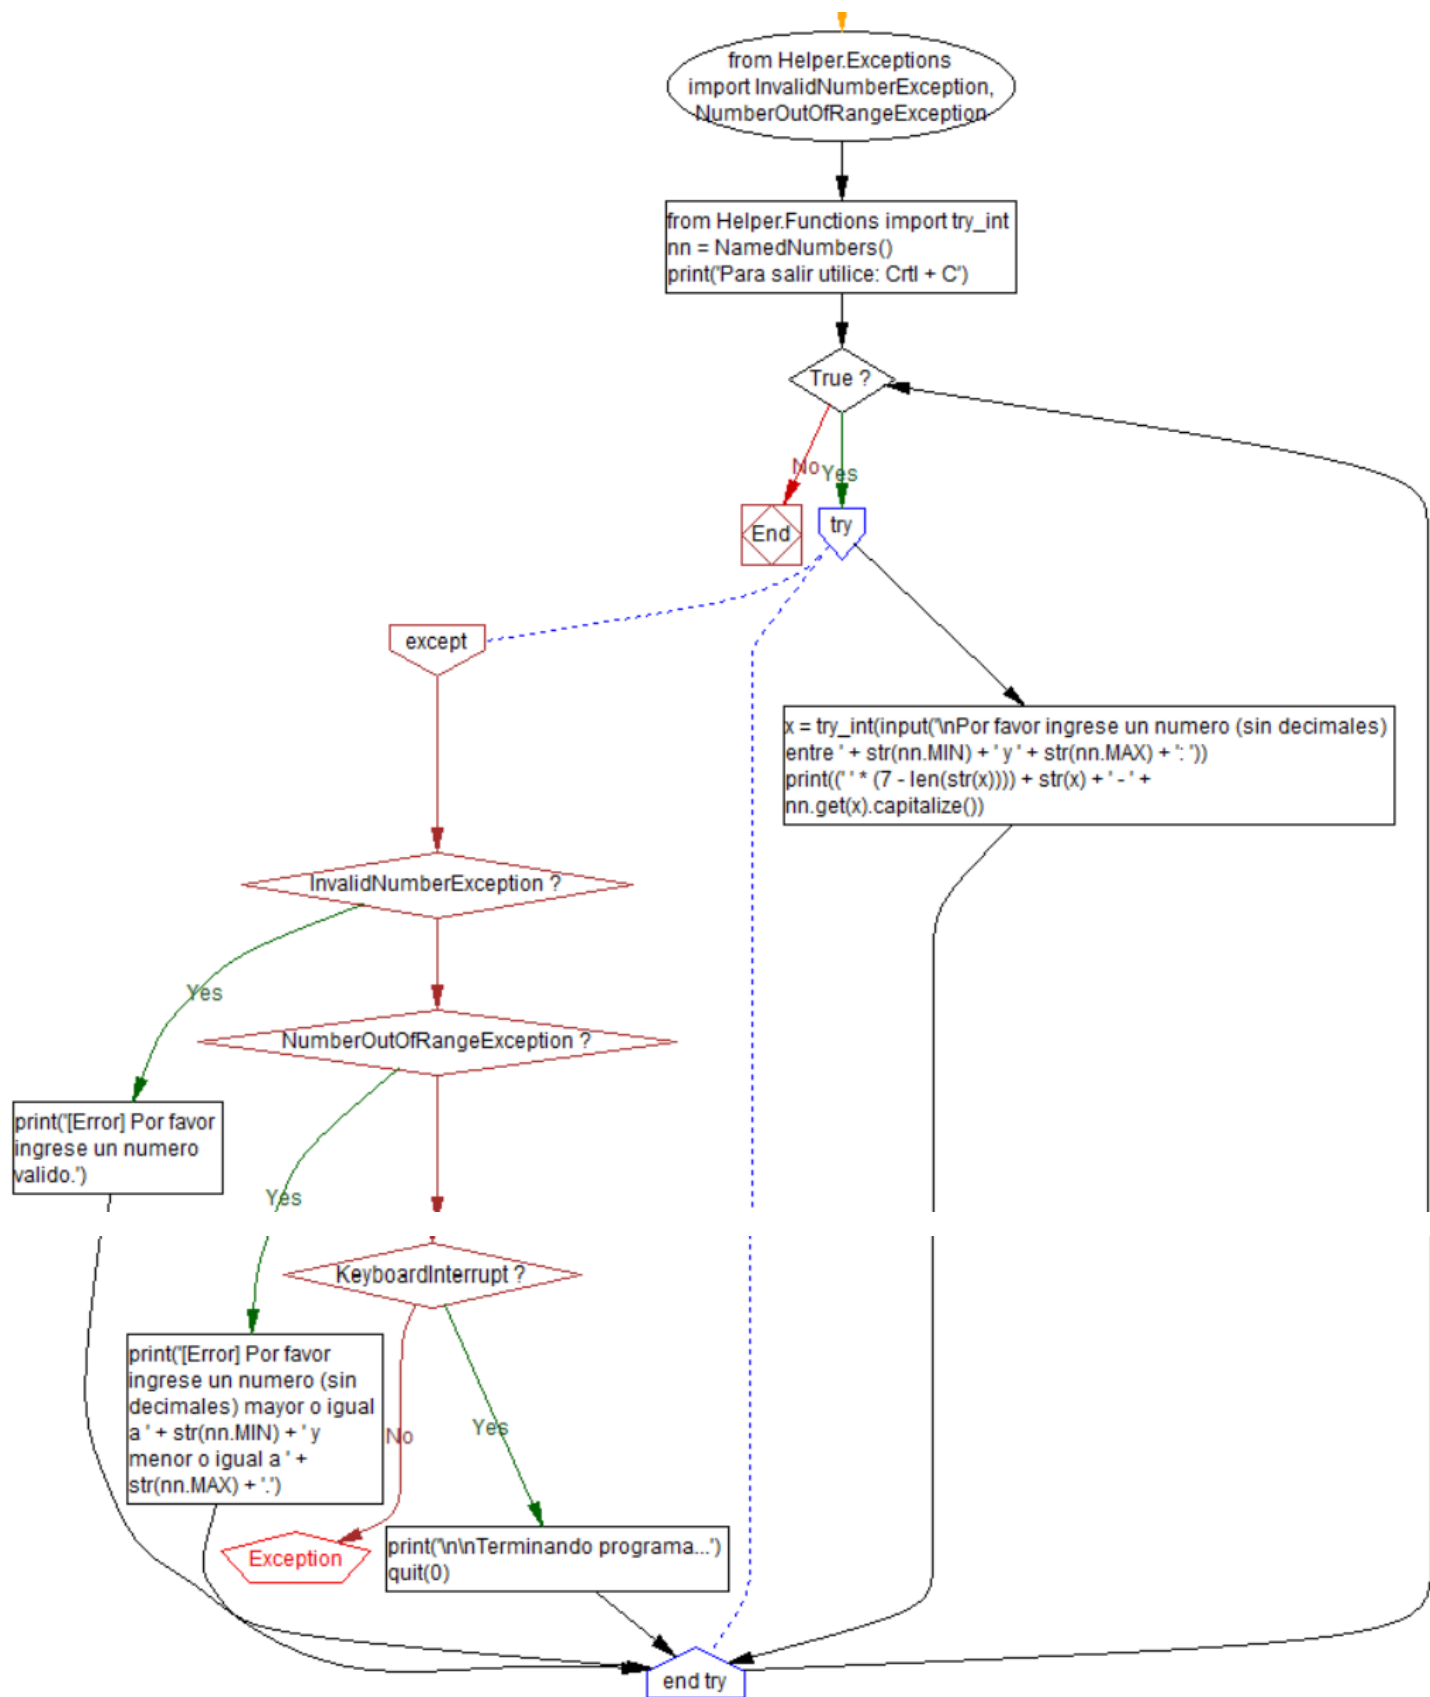 from Helper.Exceptions
import InvalidNumberException,
NumberOutOfRangeException
from Helper.Functions import try_int
nn = NamedNumbers()
print('Para salir utilice: Crtl + C')
True ?
No
Yes
End
try
except
x = try_int(input('\nPor favor ingrese un numero (sin decimales)
entre ' + str(nn.MIN) + ' y ' + str(nn.MAX) + ': '))
print((' ' * (7 - len(str(x)))) + str(x) + ' - ' +
nn.get(x).capitalize())
InvalidNumberException ?
Yes
NumberOutOfRangeException ?
print('[Error] Por favor
ingrese un numero
valido.')
Yes
KeyboardInterrupt ?
print('[Error] Por favor
ingrese un numero (sin
decimales) mayor o igual
a ' + str(nn.MIN) + ' y
menor o igual a ' +
str(nn.MAX) + '.')
No
Yes
Exception
print('\n\nTerminando programa...')
quit(0)
end try